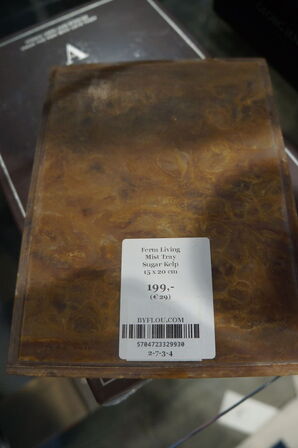 A
Ferm Living
Mist Tray
Sugar Kelp
15 x 20 cm
199,-
(€ 29)
BYFLOU.COM
5704723329930
2-7-3-4